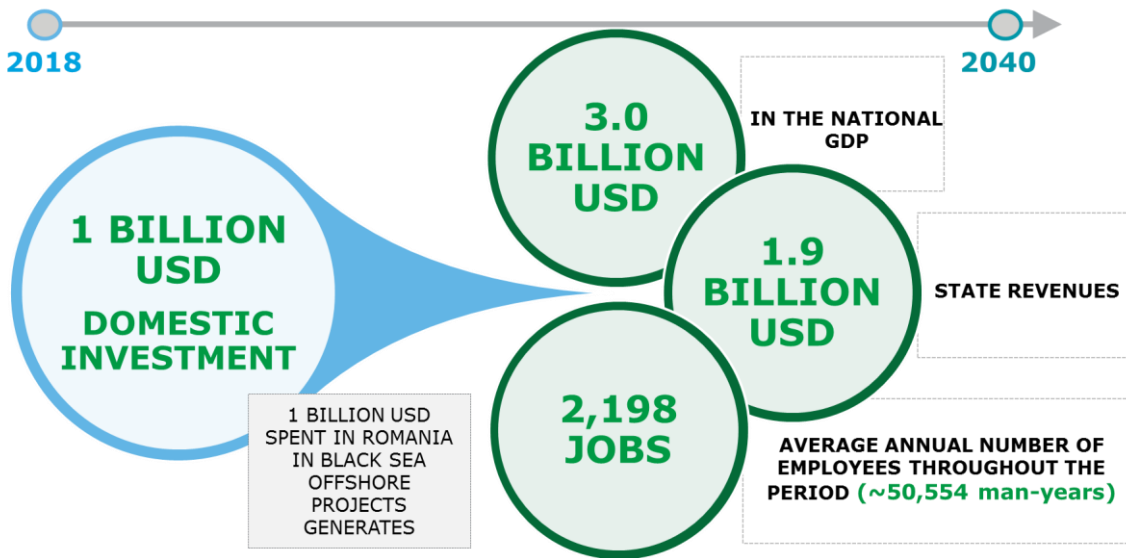 2018
2040
1 BILLION
USD
DOMESTIC
INVESTMENT
1 BILLION USD
SPENT IN ROMANIA
IN BLACK SEA
OFFSHORE
PROJECTS
GENERATES
3.0
BILLION
USD
IN THE NATIONAL
GDP
1.9
BILLION
USD
STATE REVENUES
2,198
JOBS
AVERAGE ANNUAL NUMBER OF
EMPLOYEES THROUGHOUT THE
PERIOD (~50,554 man-years)